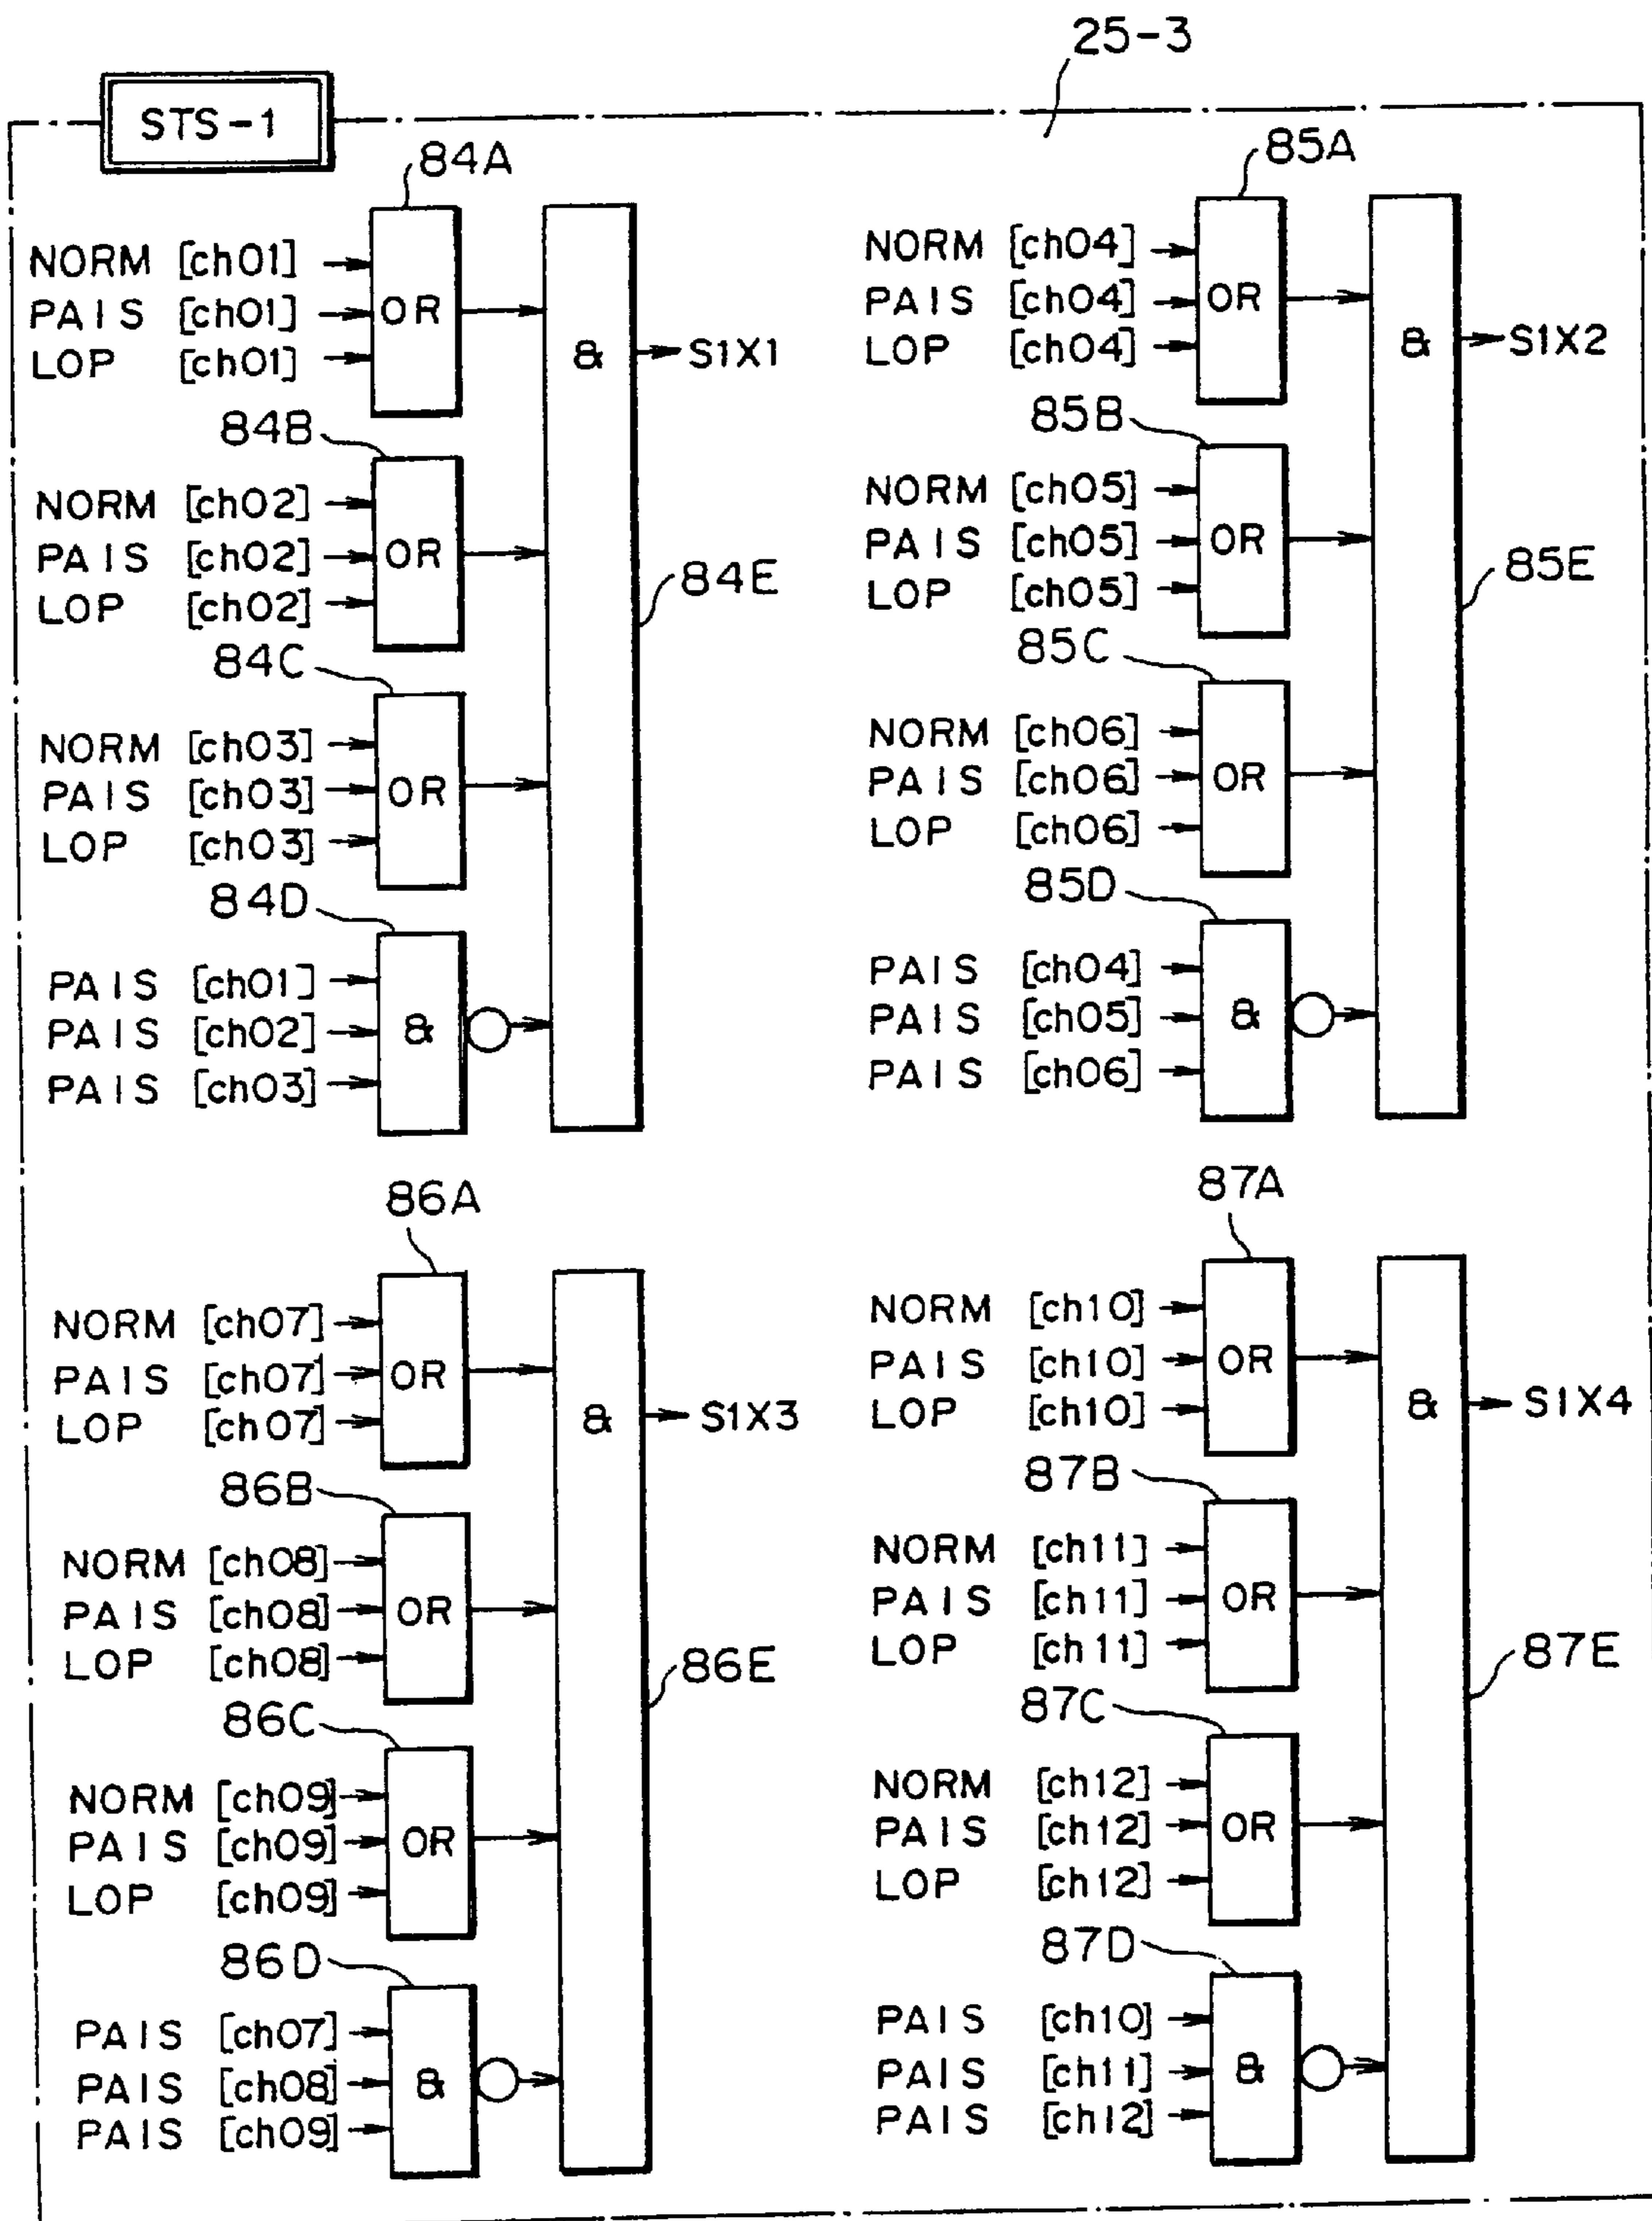 25-3
STS-1
84A
NORM [ch01]
PAIS [ch01]
LOP [ch01]
OR
&
S1X1
84B
NORM [ch02]
PAIS [ch02]
LOP [ch02]
OR
84E
84C
NORM [ch03]
PAIS [ch03]
LOP [ch03]
OR
84D
PAIS [ch01]
PAIS [ch02]
PAIS [ch03]
&
85A
NORM [ch04]
PAIS [ch04]
LOP [ch04]
OR
&
S1X2
85B
NORM [ch05]
PAIS [ch05]
LOP [ch05]
OR
85E
85C
NORM [ch06]
PAIS [ch06]
LOP [ch06]
OR
85D
PAIS [ch04]
PAIS [ch05]
PAIS [ch06]
&
86A
NORM [ch07]
PAIS [ch07]
LOP [ch07]
OR
&
S1X3
86B
NORM [ch08]
PAIS [ch08]
LOP [ch08]
OR
86E
86C
NORM [ch09]
PAIS [ch09]
LOP [ch09]
OR
86D
PAIS [ch07]
PAIS [ch08]
PAIS [ch09]
&
87A
NORM [ch10]
PAIS [ch10]
LOP [ch10]
OR
&
S1X4
87B
NORM [ch11]
PAIS [ch11]
LOP [ch11]
OR
87E
87C
NORM [ch12]
PAIS [ch12]
LOP [ch12]
OR
87D
PAIS [ch10]
PAIS [ch11]
PAIS [ch12]
&